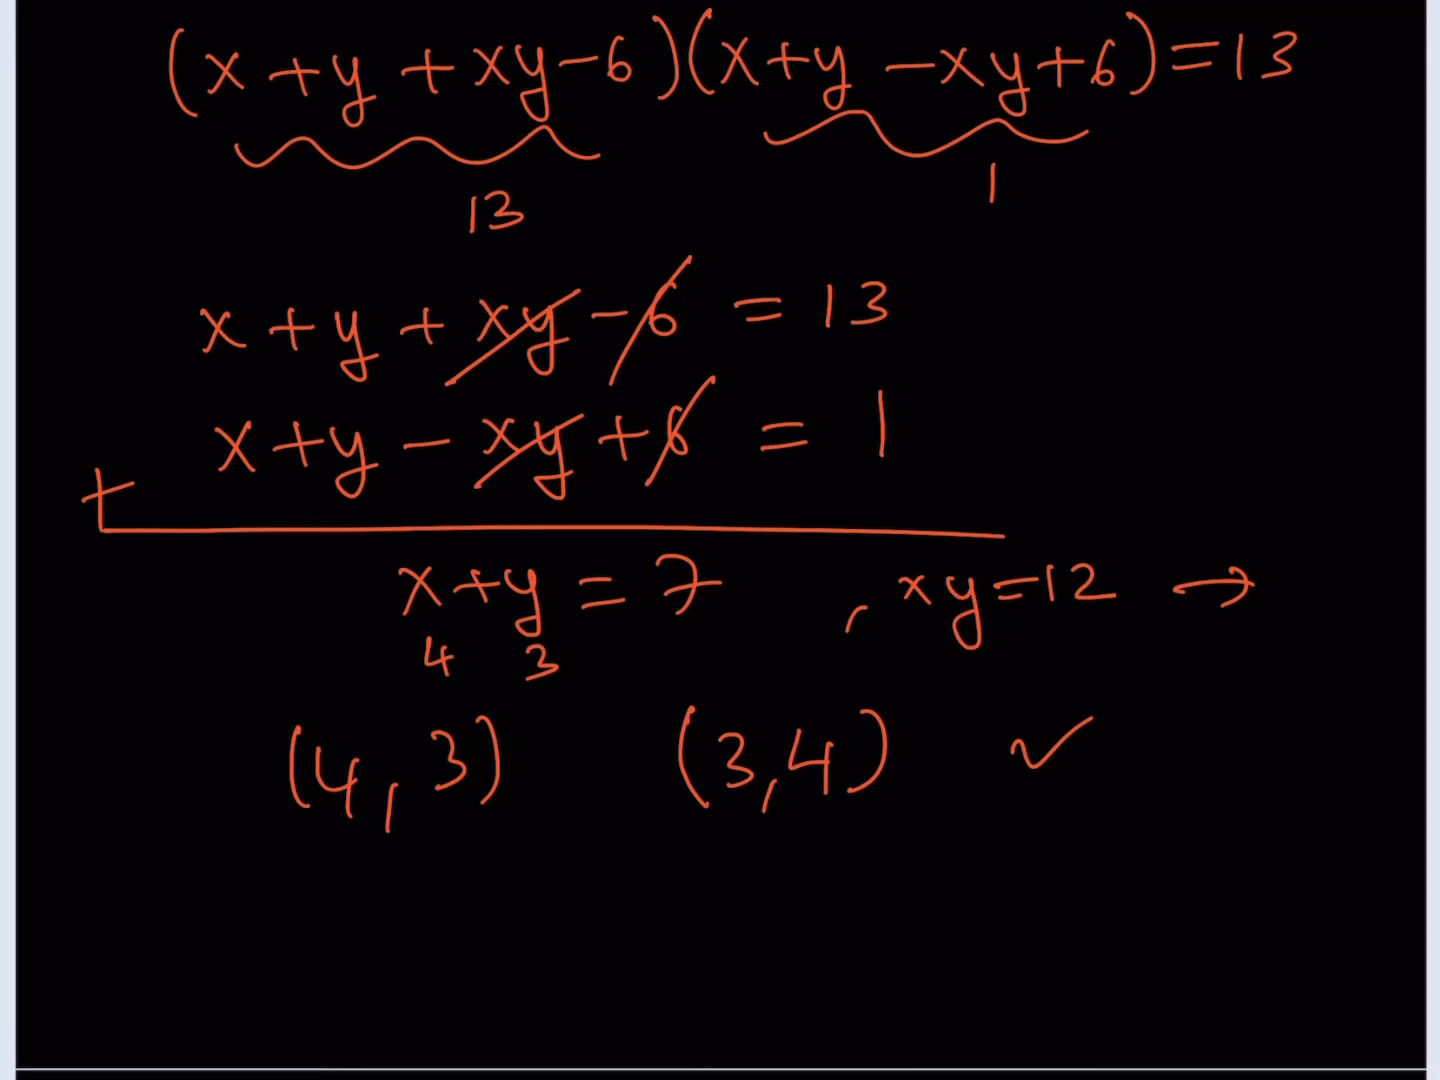 (x + y + xy - 6)(x + y - xy + 6) = 13
13 1
x + y + xy - 6 = 13
x + y - xy + 6 = 1
+
x + y = 7 , xy = 12 →
4 3
(4, 3) (3, 4) ✓